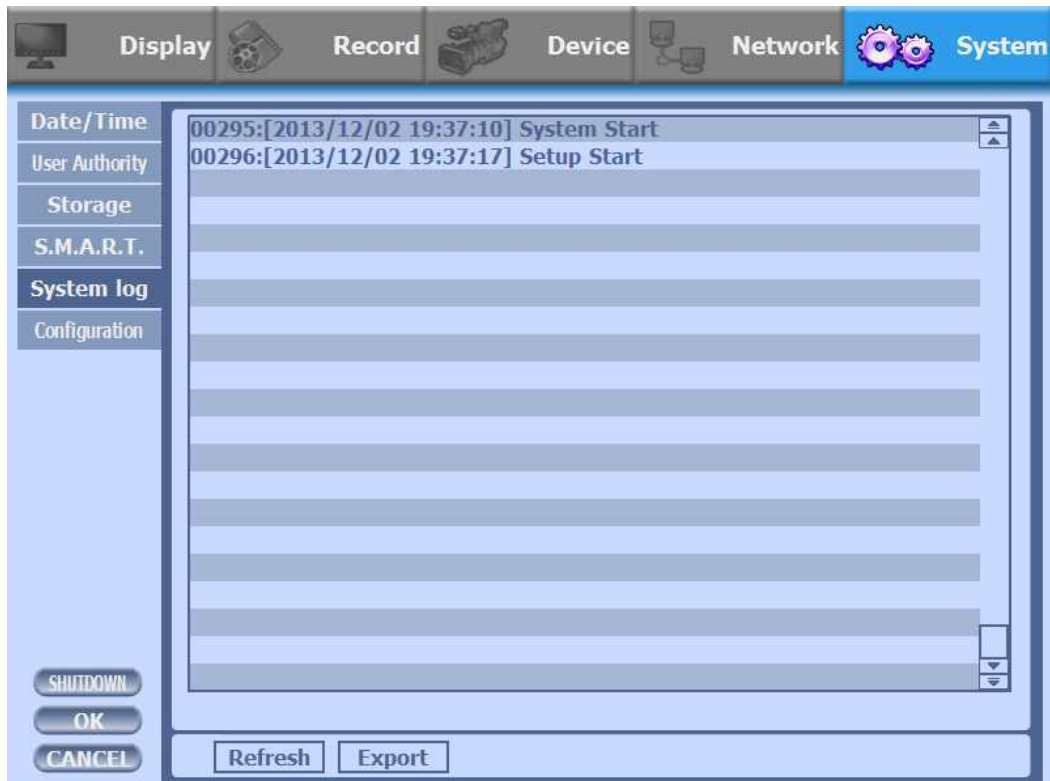 Display Record Device Network System
Date/Time
User Authority
Storage
S.M.A.R.T.
System log
Configuration
00295:[2013/12/02 19:37:10] System Start
00296:[2013/12/02 19:37:17] Setup Start
SHUTDOWN
OK
CANCEL
Refresh Export